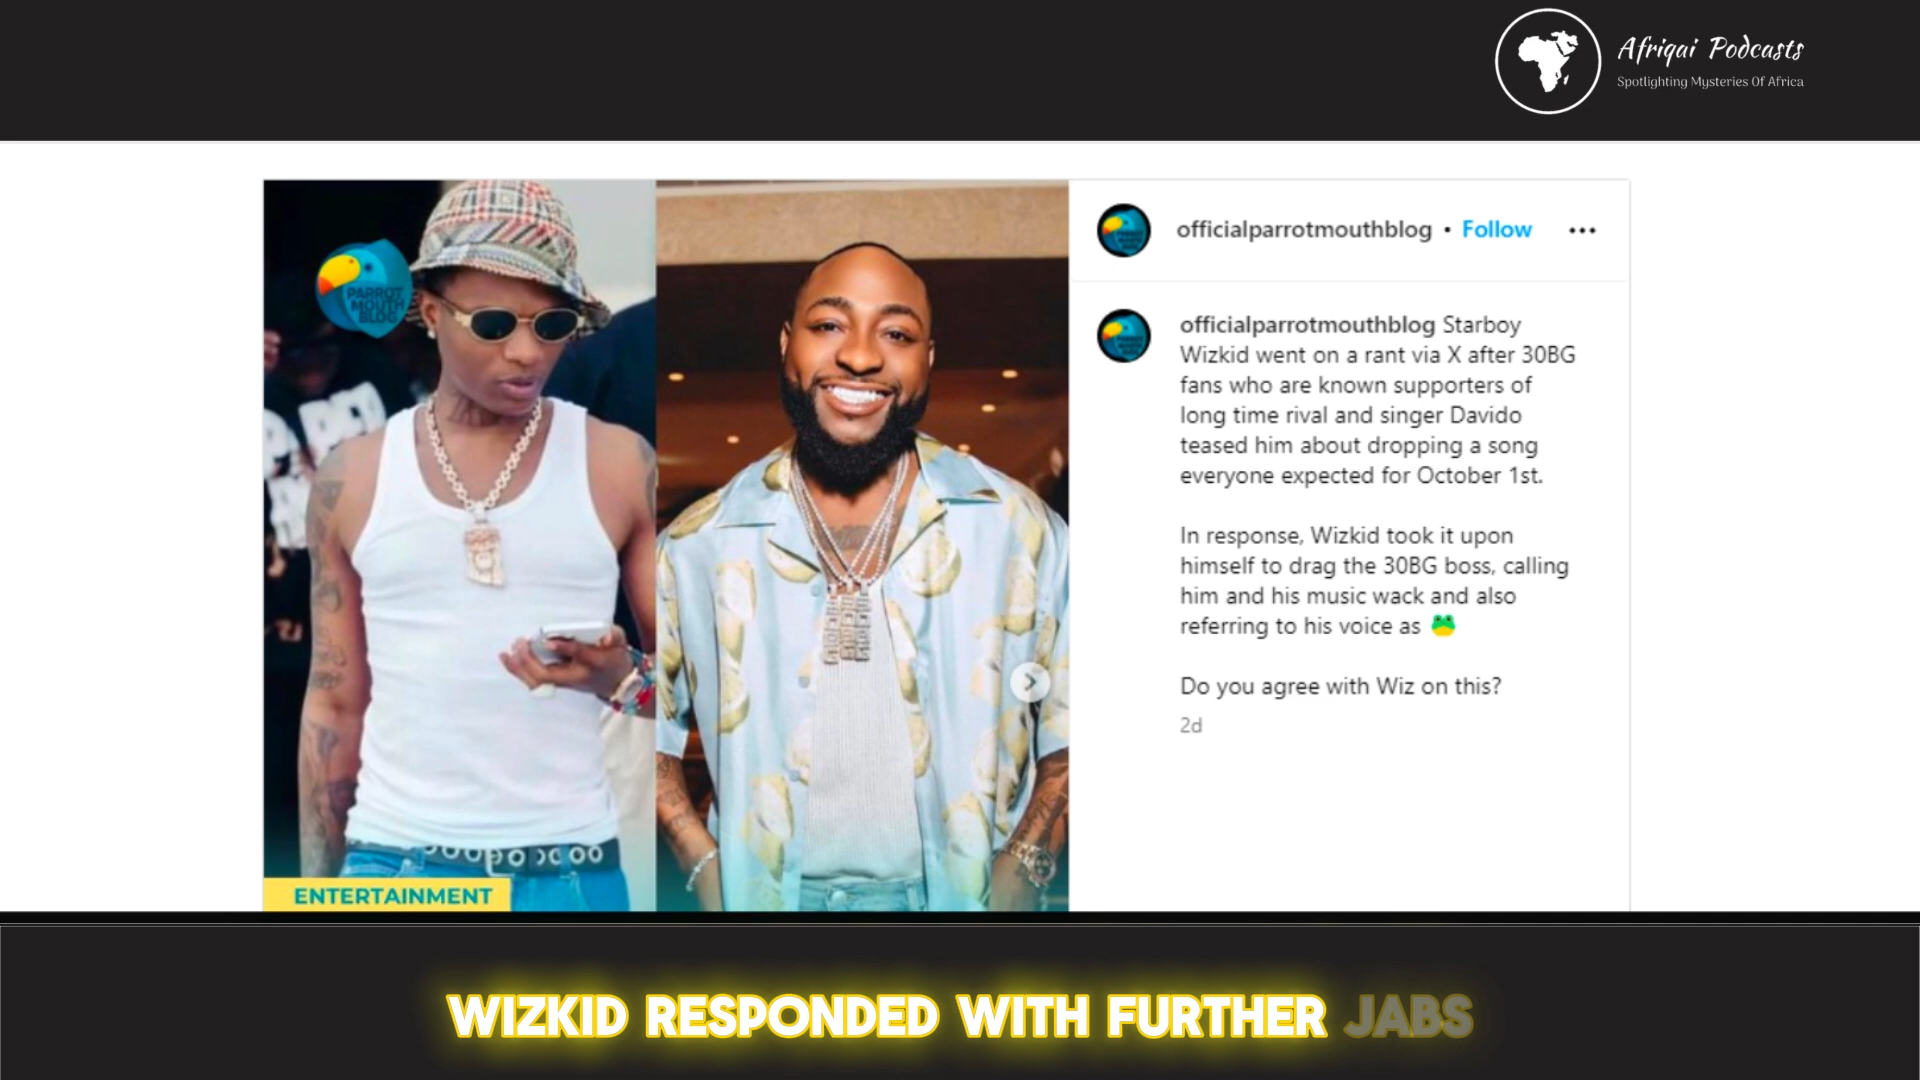 Afriqai Podcasts
Spotlighting Mysteries Of Africa
PARROT
MOUTH
BLOG
ENTERTAINMENT
officialparrotmouthblog • Follow
officialparrotmouthblog Starboy
Wizkid went on a rant via X after 30BG
fans who are known supporters of
long time rival and singer Davido
teased him about dropping a song
everyone expected for October 1st.
In response, Wizkid took it upon
himself to drag the 30BG boss, calling
him and his music wack and also
referring to his voice as 🐸
Do you agree with Wiz on this?
2d
WIZKID RESPONDED WITH FURTHER JABS